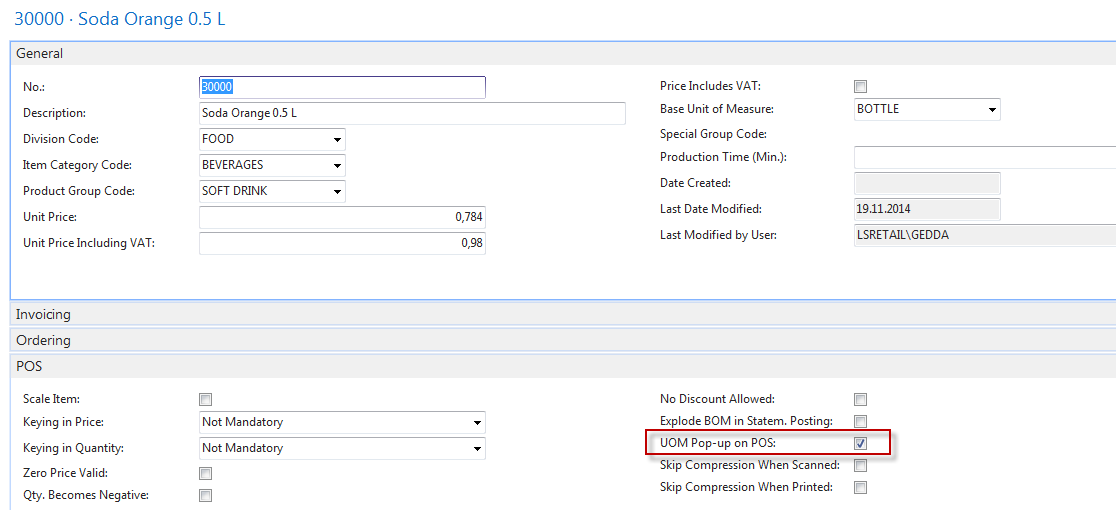 30000 · Soda Orange 0.5 L
General
No.: 30000
Description: Soda Orange 0.5 L
Division Code: FOOD
Item Category Code: BEVERAGES
Product Group Code: SOFT DRINK
Unit Price: 0,784
Unit Price Including VAT: 0,98
Price Includes VAT:
Base Unit of Measure: BOTTLE
Special Group Code:
Production Time (Min.):
Date Created:
Last Date Modified: 19.11.2014
Last Modified by User: LSRETAIL\GEDDA
Invoicing
Ordering
POS
Scale Item:
Keying in Price: Not Mandatory
Keying in Quantity: Not Mandatory
Zero Price Valid:
Qty. Becomes Negative:
No Discount Allowed:
Explode BOM in Statem. Posting:
UOM Pop-up on POS:
Skip Compression When Scanned:
Skip Compression When Printed: